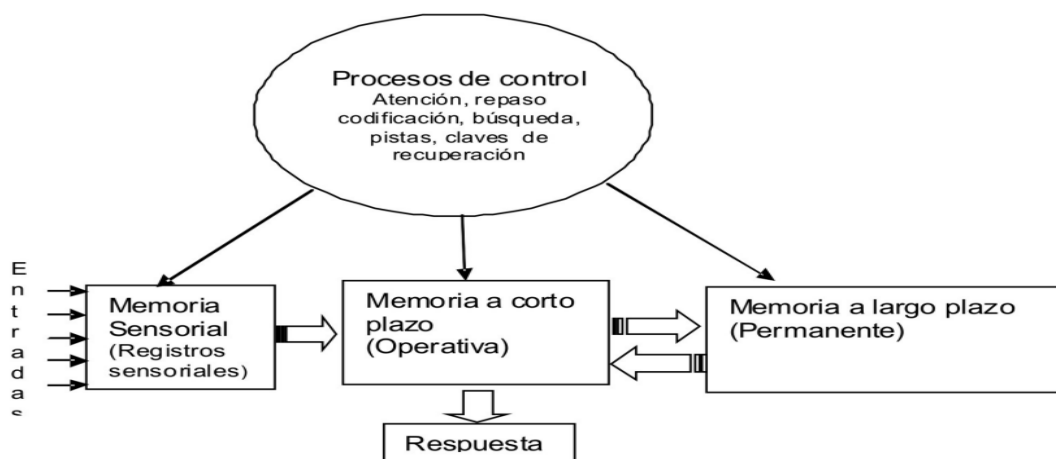 Procesos de control
Atención, repaso
codificación, búsqueda,
pistas, claves de
recuperación
Entradas
Memoria
Sensorial
(Registros
sensoriales)
Memoria a corto
plazo
(Operativa)
Memoria a largo plazo
(Permanente)
Respuesta